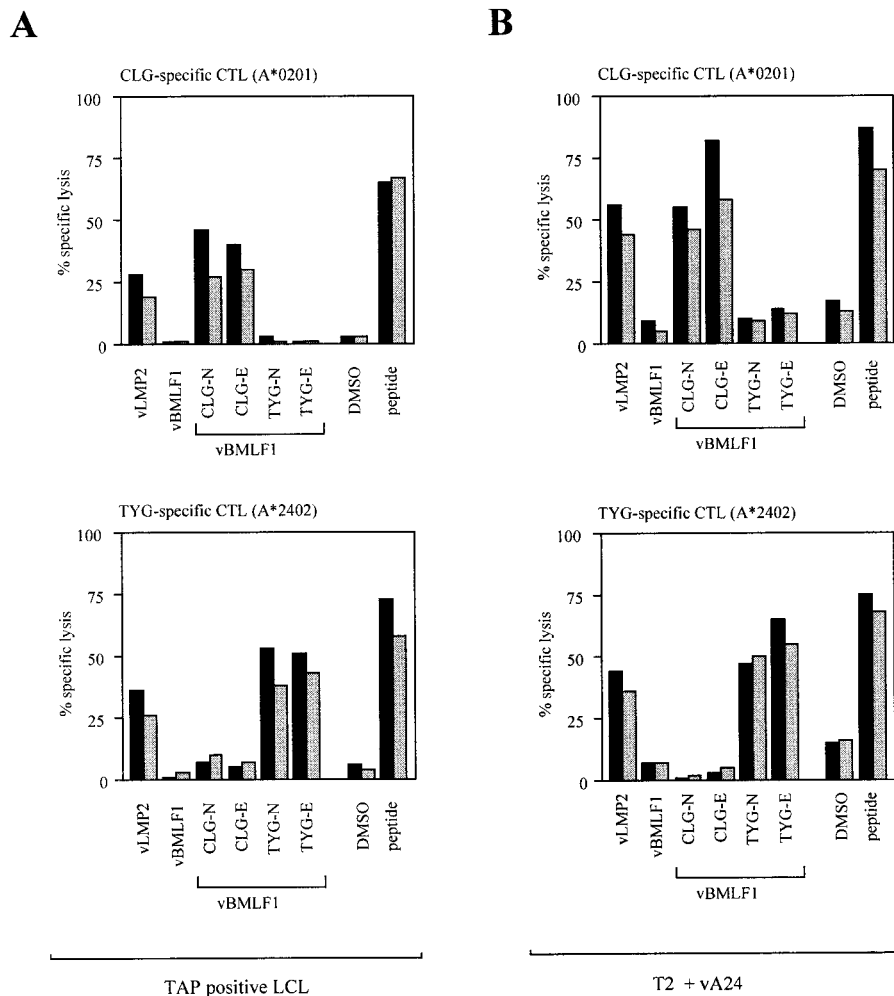 A
B
CLG-specific CTL (A*0201)
100
75
50
25
0
% specific lysis
vLMP2
vBMLF1
CLG-N
CLG-E
TYG-N
TYG-E
DMSO
peptide
vBMLF1
CLG-specific CTL (A*0201)
100
75
50
25
0
% specific lysis
vLMP2
vBMLF1
CLG-N
CLG-E
TYG-N
TYG-E
DMSO
peptide
vBMLF1
TYG-specific CTL (A*2402)
100
75
50
25
0
% specific lysis
vLMP2
vBMLF1
CLG-N
CLG-E
TYG-N
TYG-E
DMSO
peptide
vBMLF1
TYG-specific CTL (A*2402)
100
75
50
25
0
% specific lysis
vLMP2
vBMLF1
CLG-N
CLG-E
TYG-N
TYG-E
DMSO
peptide
vBMLF1
TAP positive LCL
T2 + vA24